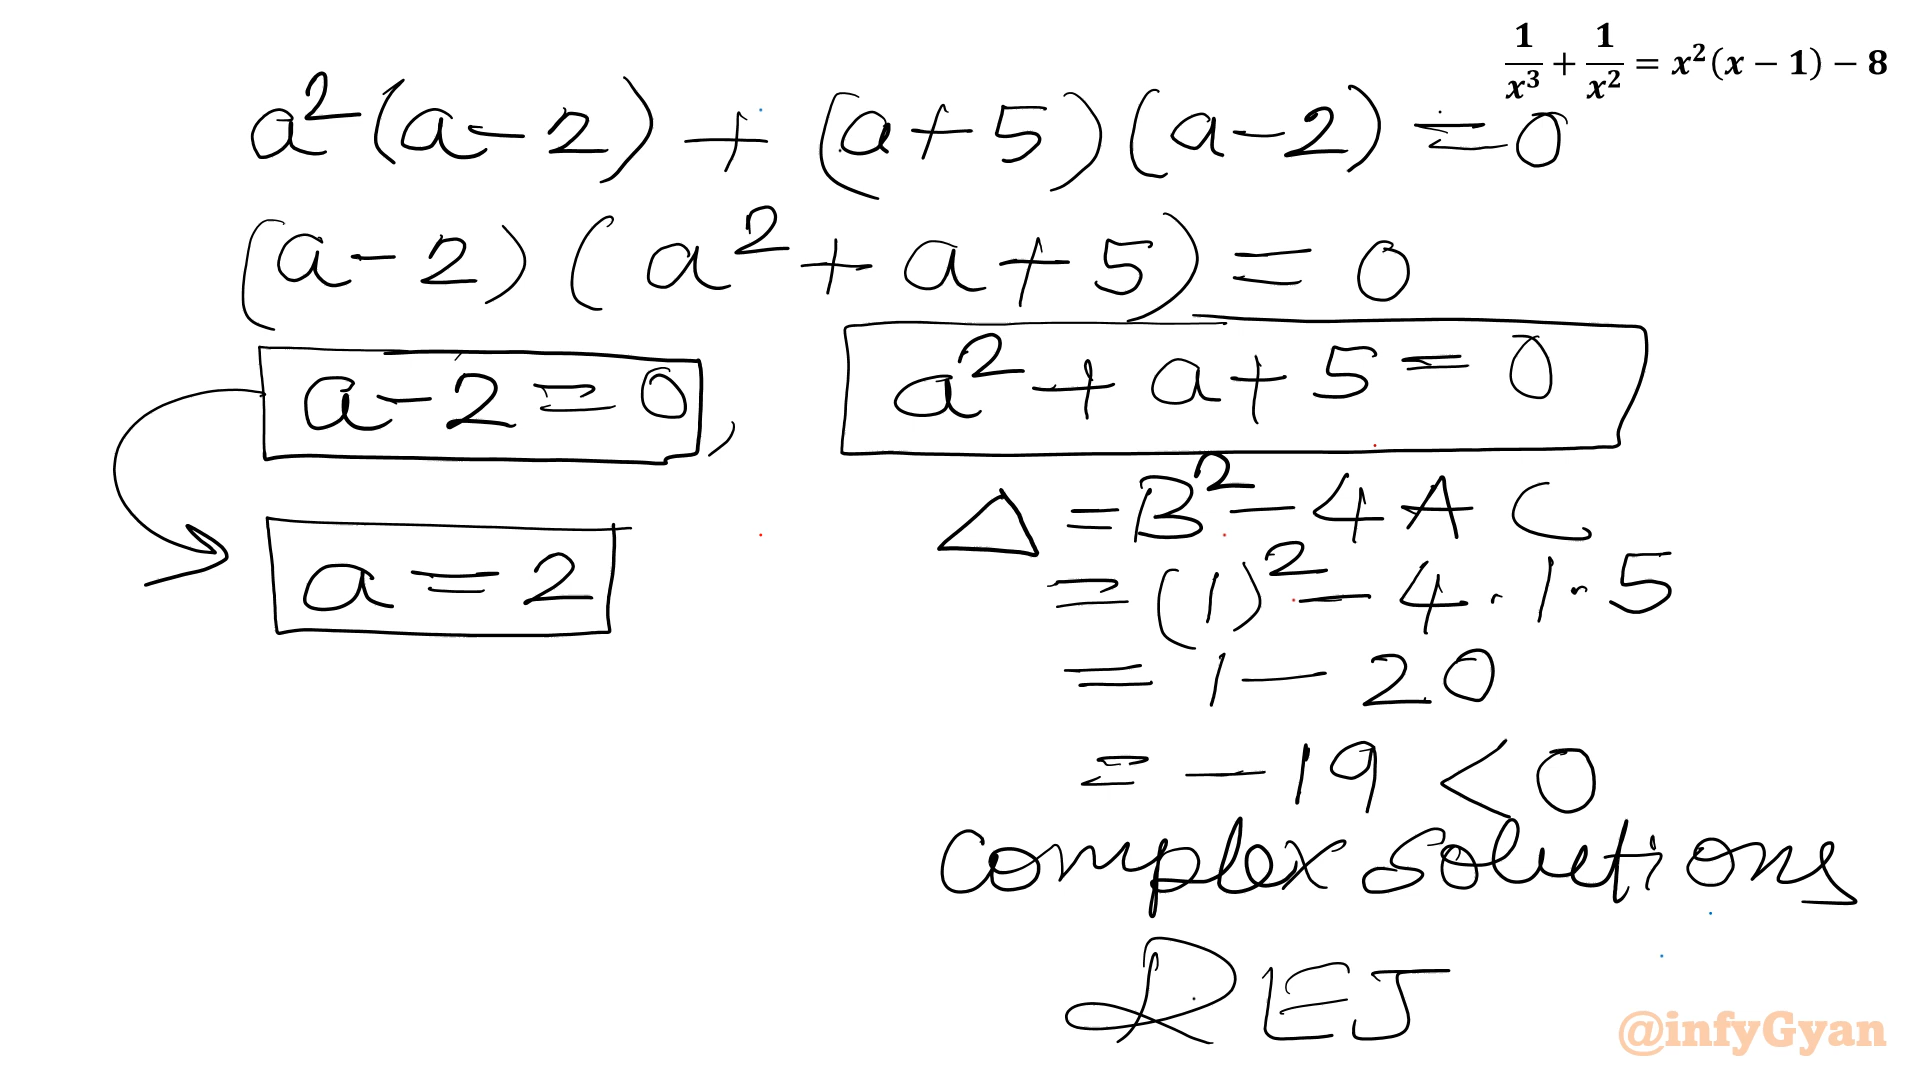 1/x³ + 1/x² = x²(x − 1) − 8
a²(a-2) + (a+5)(a-2) = 0
(a-2)(a²+a+5) = 0
a-2=0, a²+a+5=0
a=2
Δ = B²-4AC
= (1)²-4·1·5
= 1-20
= -19 < 0
complex solutions
REJ
@infyGyan